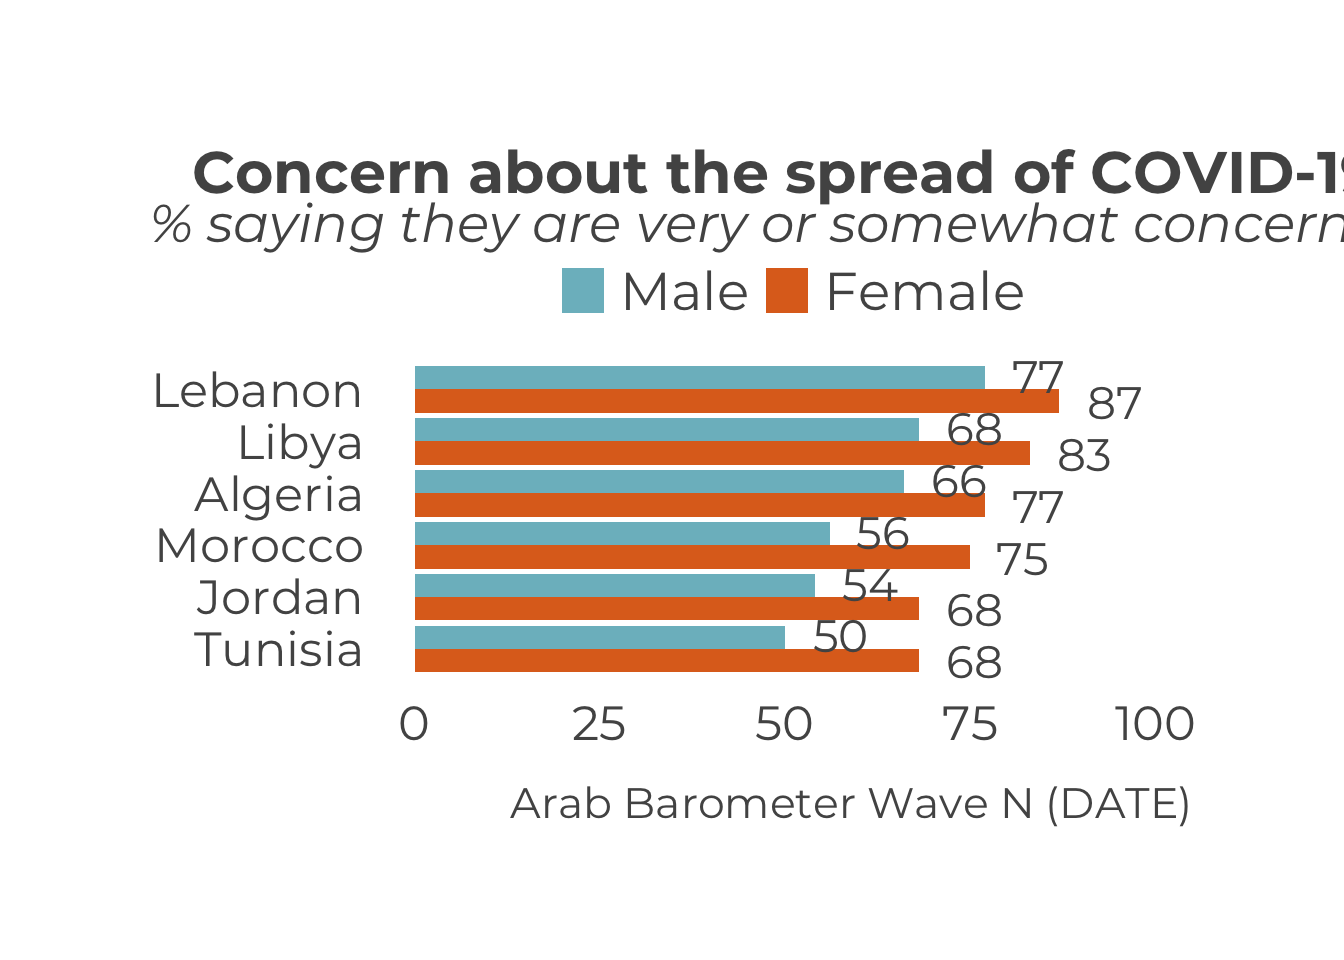 Concern about the spread of COVID-19
% saying they are very or somewhat concern
Male Female
Lebanon 77
87
Libya 68
83
Algeria 66
77
Morocco 56
75
Jordan 54
68
Tunisia 50
68
0 25 50 75 100
Arab Barometer Wave N (DATE)